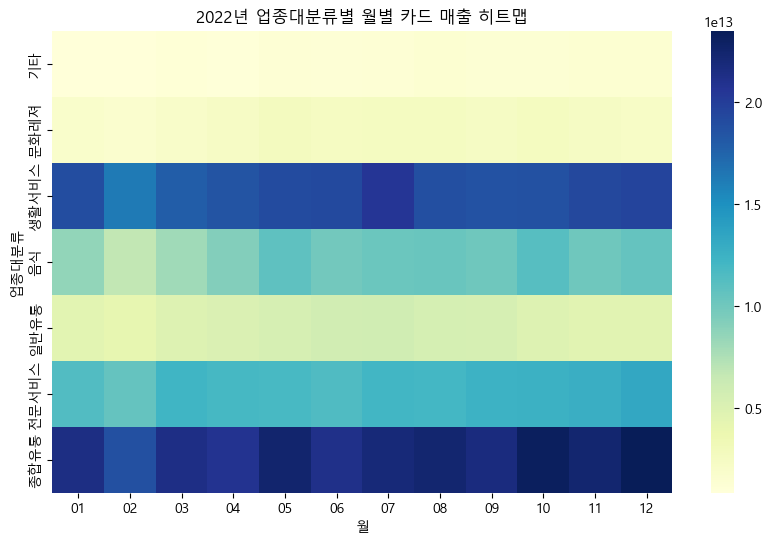 2022년 업종대분류별 월별 카드 매출 히트맵
1e13
업종대분류
기타
문화레져
생활서비스
음식
일반유통
전문서비스
종합유통
2.0
1.5
1.0
0.5
01 02 03 04 05 06 07 08 09 10 11 12
월